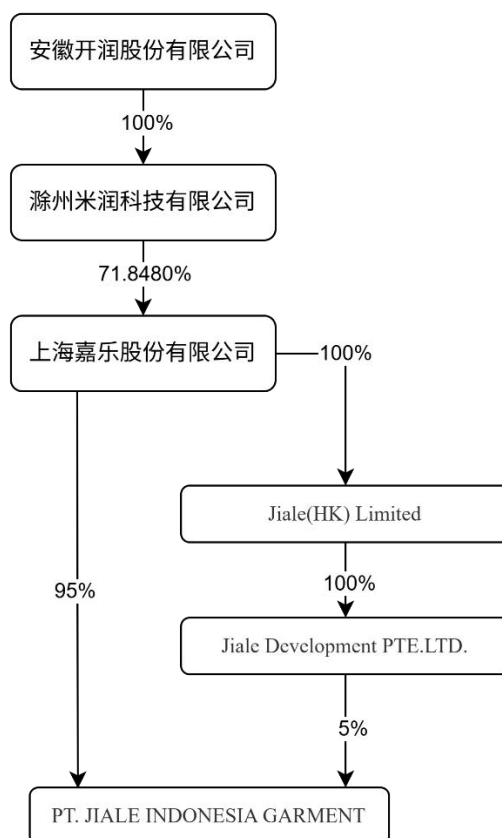 安徽开润股份有限公司
100%
滁州米润科技有限公司
71.8480%
上海嘉乐股份有限公司
100%
Jiale(HK) Limited
100%
95%
Jiale Development PTE.LTD.
5%
PT. JIALE INDONESIA GARMENT